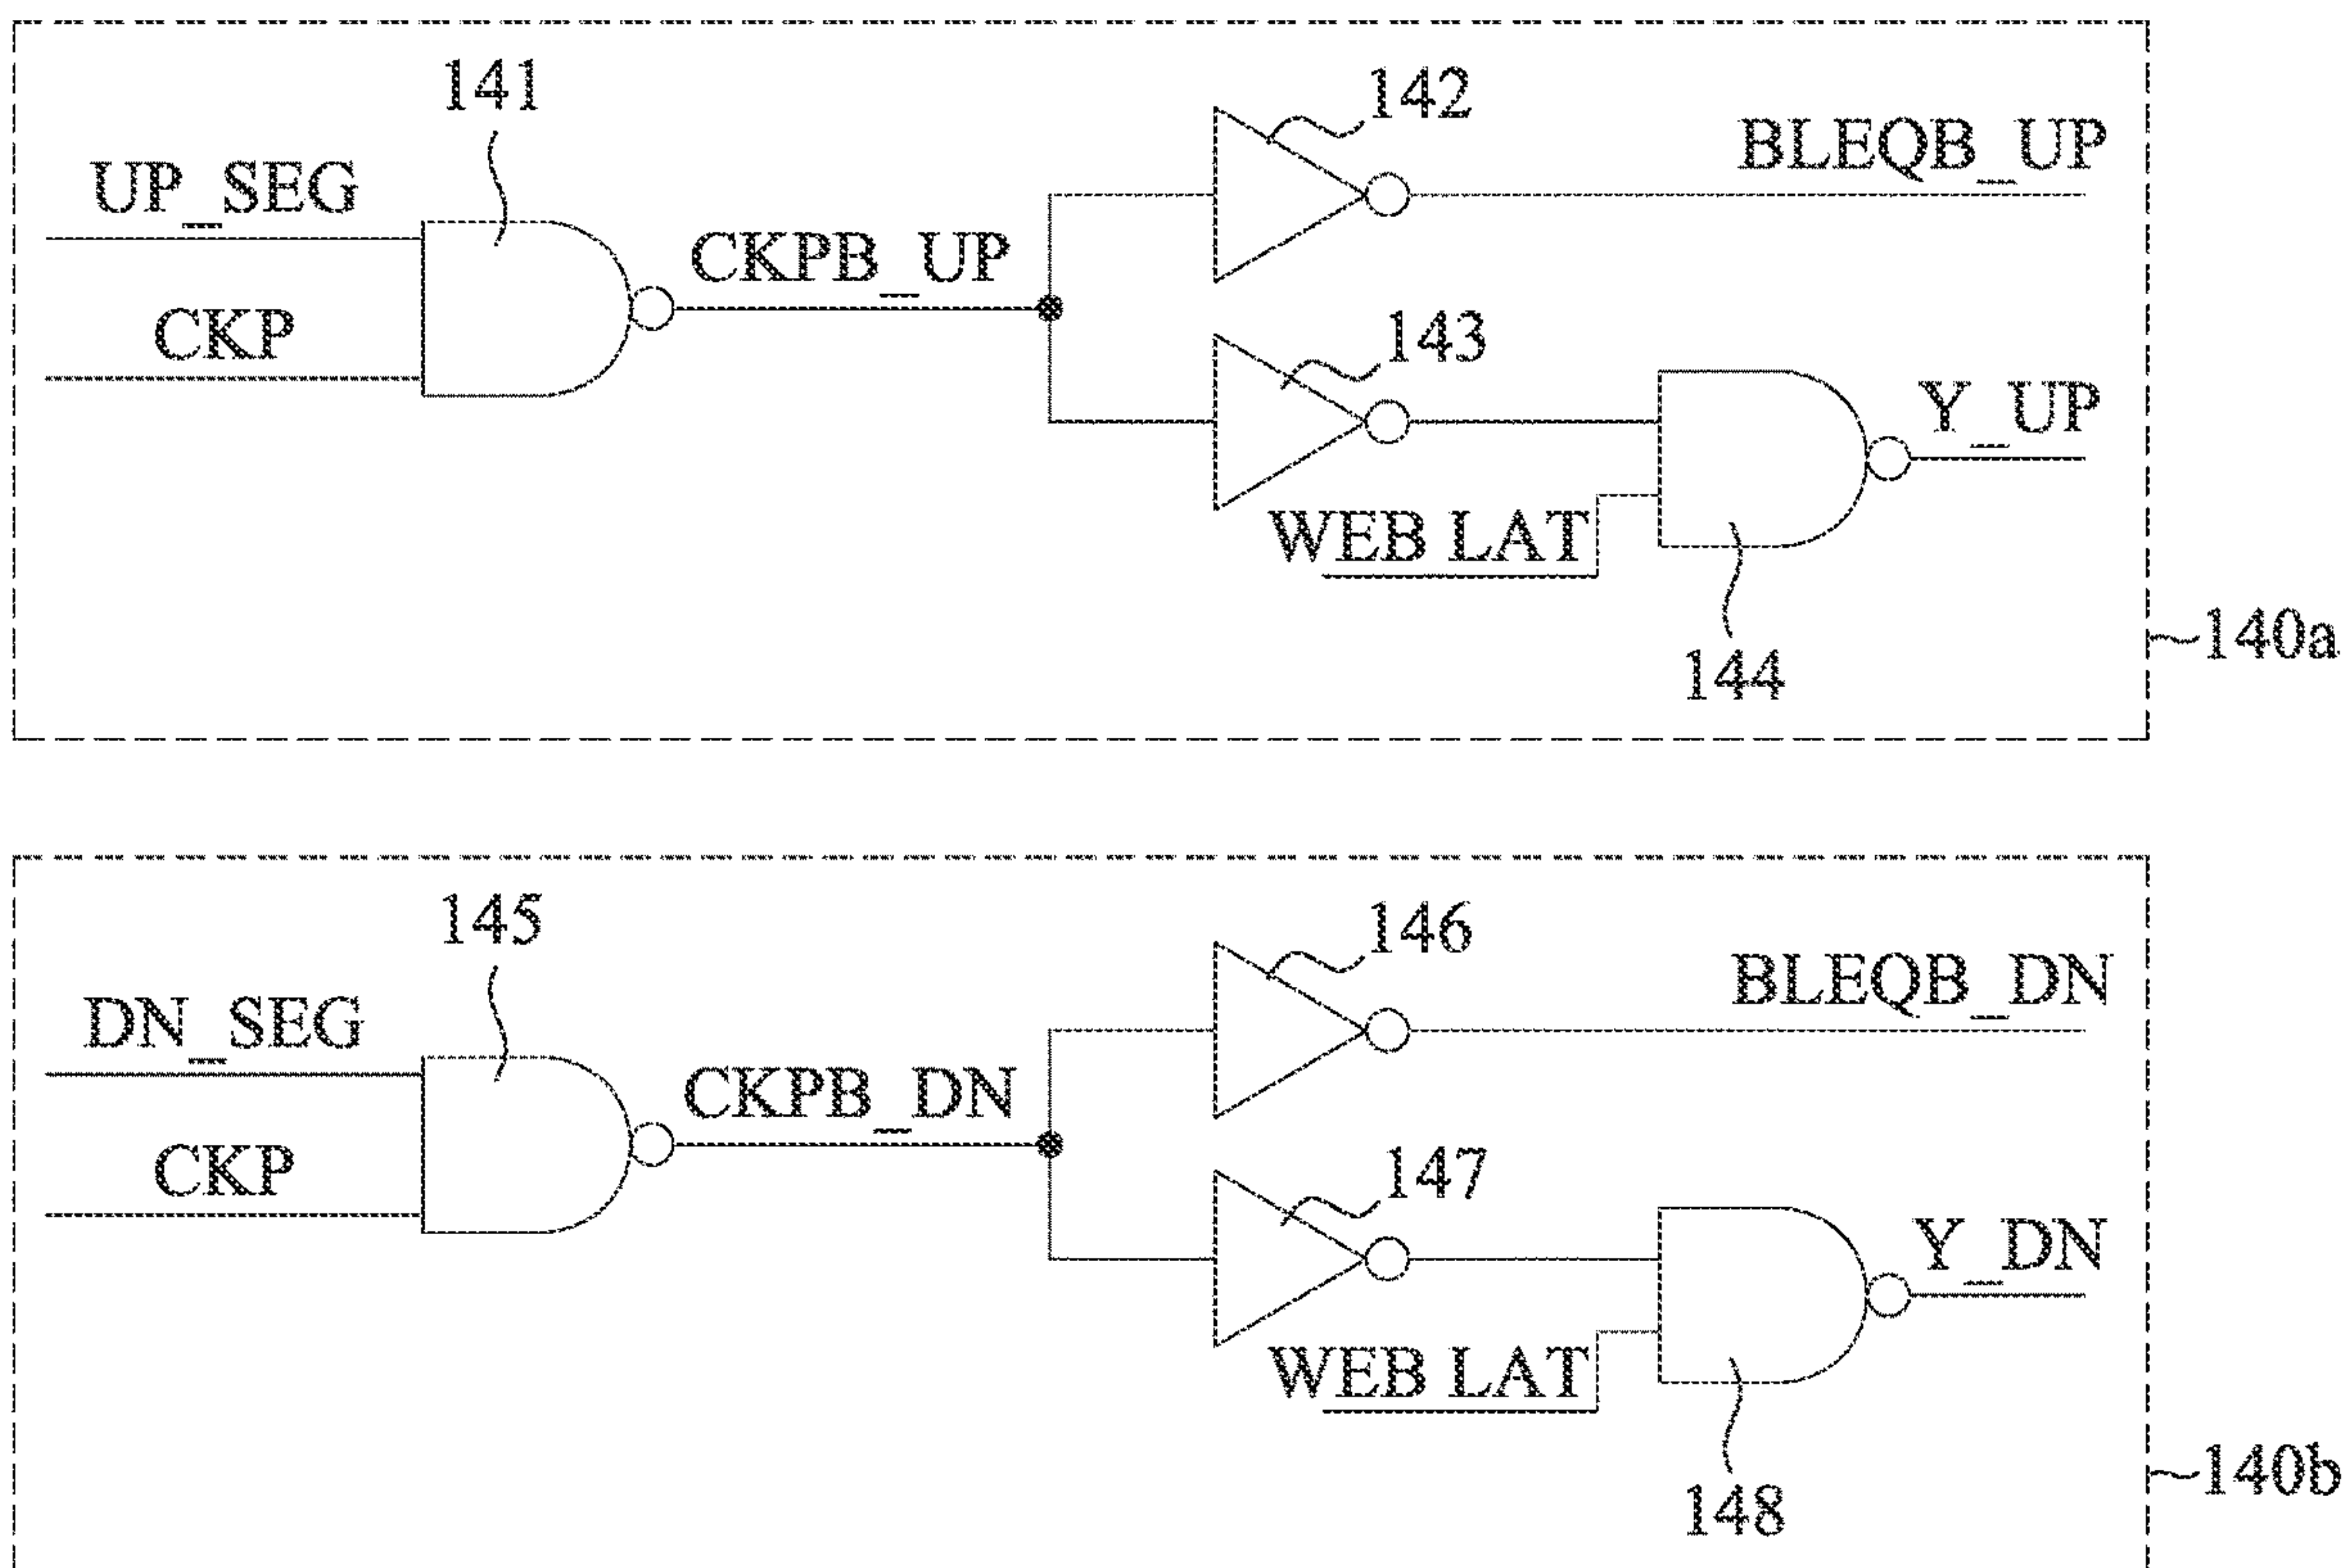 141
142
BLEQB_UP
UP_SEG
CKPB_UP
CKP
143
Y_UP
WEB LAT
144
140a
145
146
BLEQB_DN
DN_SEG
CKPB_DN
CKP
147
Y_DN
WEB LAT
148
140b